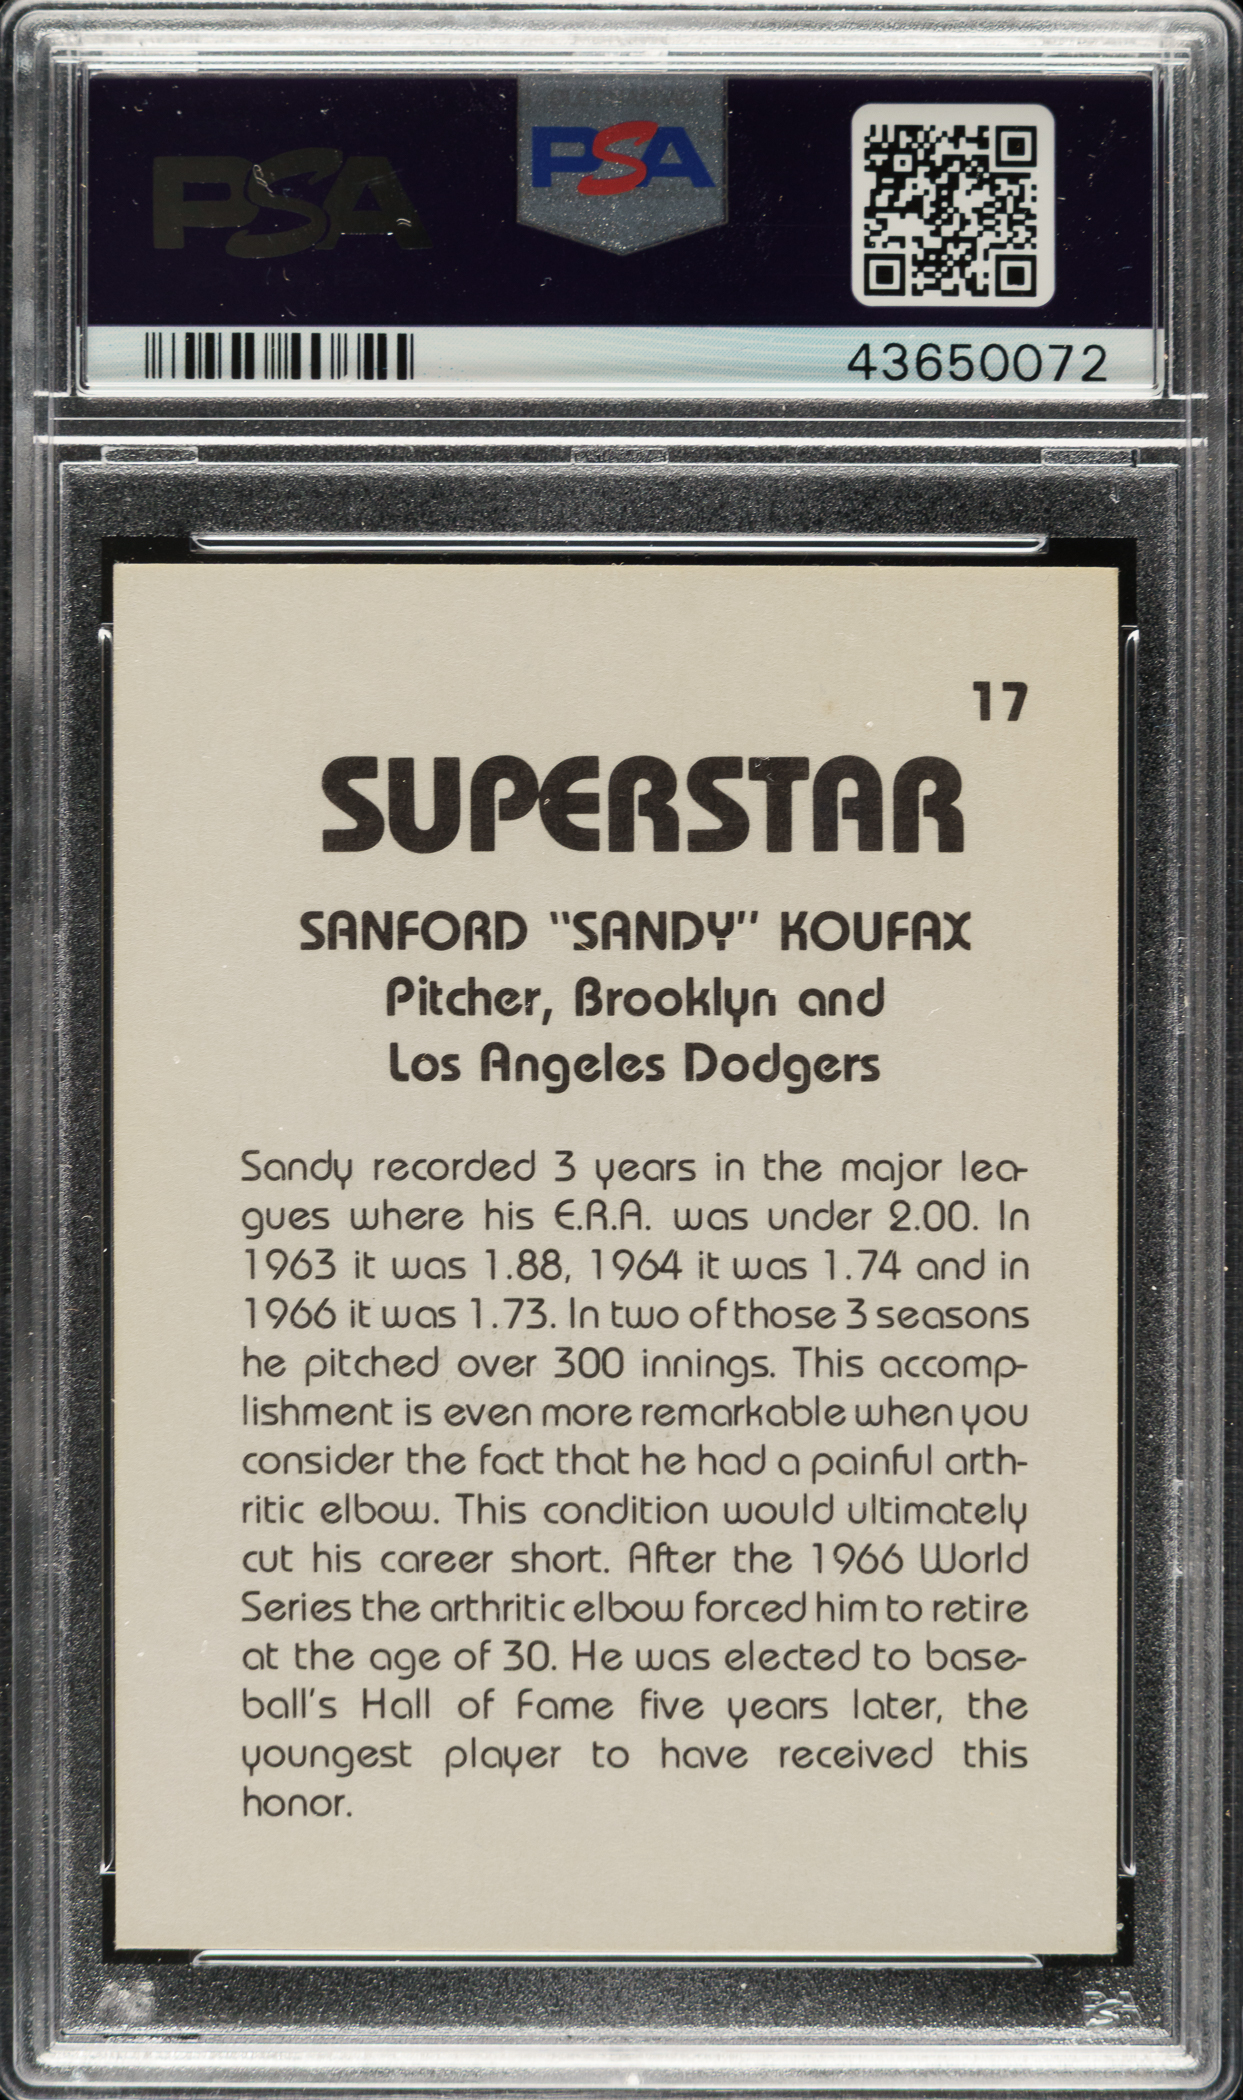 PSA
PSA
43650072
17
SUPERSTAR
SANFORD "SANDY" KOUFAX
Pitcher, Brooklyn and
Los Angeles Dodgers
Sandy recorded 3 years in the major lea-
gues where his E.R.A. was under 2.00. In
1963 it was 1.88, 1964 it was 1.74 and in
1966 it was 1.73. In two of those 3 seasons
he pitched over 300 innings. This accomp-
lishment is even more remarkable when you
consider the fact that he had a painful arth-
ritic elbow. This condition would ultimately
cut his career short. After the 1966 World
Series the arthritic elbow forced him to retire
at the age of 30. He was elected to base-
ball's Hall of Fame five years later, the
youngest player to have received this
honor.
PSA